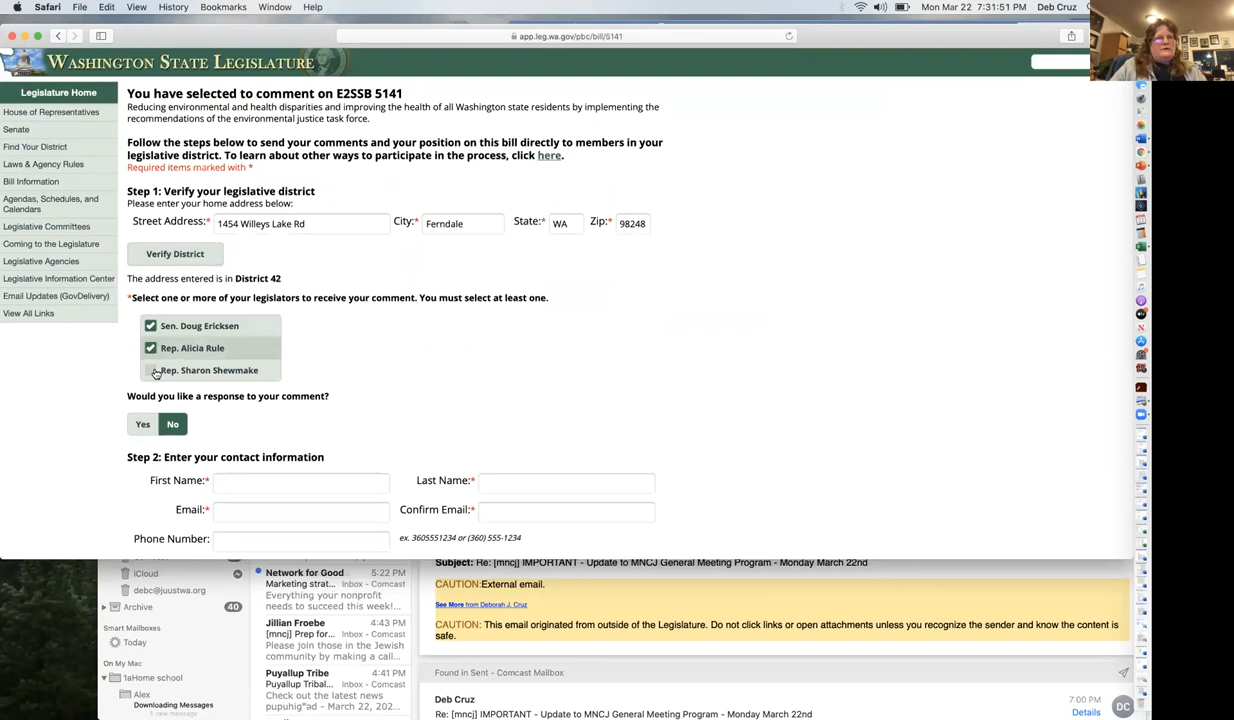 Safari File Edit View History Bookmarks Window Help Mon Mar 22 7:31:51 PM Deb Cruz
app.leg.wa.gov/pbc/bill/5141
WASHINGTON STATE LEGISLATURE
Legislature Home
House of Representatives
Senate
Find Your District
Laws & Agency Rules
Bill Information
Agendas, Schedules, and
Calendars
Legislative Committees
Coming to the Legislature
Legislative Agencies
Legislative Information Center
Email Updates (GovDelivery)
View All Links
You have selected to comment on E2SSB 5141
Reducing environmental and health disparities and improving the health of all Washington state residents by implementing the
recommendations of the environmental justice task force.
Follow the steps below to send your comments and your position on this bill directly to members in your
legislative district. To learn about other ways to participate in the process, click here.
Required items marked with *
Step 1: Verify your legislative district
Please enter your home address below:
Street Address:* 1454 Willeys Lake Rd City:* Ferndale State:* WA Zip:* 98248
Verify District
The address entered is in District 42
*Select one or more of your legislators to receive your comment. You must select at least one.
Sen. Doug Ericksen
Rep. Alicia Rule
Rep. Sharon Shewmake
Would you like a response to your comment?
Yes No
Step 2: Enter your contact information
First Name:* Last Name:*
Email:* Confirm Email:*
Phone Number: ex. 3605551234 or (360) 555-1234
iCloud
debc@juustwa.org
Archive 40
Smart Mailboxes
Today
On My Mac
1aHome school
Alex
Downloading Messages
1 new message
Network for Good 5:22 PM
Marketing strat... Inbox - Comcast
Everything your nonprofit
needs to succeed this week!...
Jillian Froebe 4:43 PM
[mncj] Prep for... Inbox - Comcast
Please join those in the Jewish
community by making a call...
Puyallup Tribe 4:41 PM
Puyallup Tribal... Inbox - Comcast
Check out the latest news
pupuhig"ad - March 22, 202...
Subject: Re: [mncj] IMPORTANT - Update to MNCJ General Meeting Program - Monday March 22nd
CAUTION:External email.
See More from Deborah J. Cruz
CAUTION: This email originated from outside of the Legislature. Do not click links or open attachments unless you recognize the sender and know the content is
safe.
Found in Sent - Comcast Mailbox
Deb Cruz 7:00 PM
DC
Details
Re: [mncj] IMPORTANT - Update to MNCJ General Meeting Program - Monday March 22nd